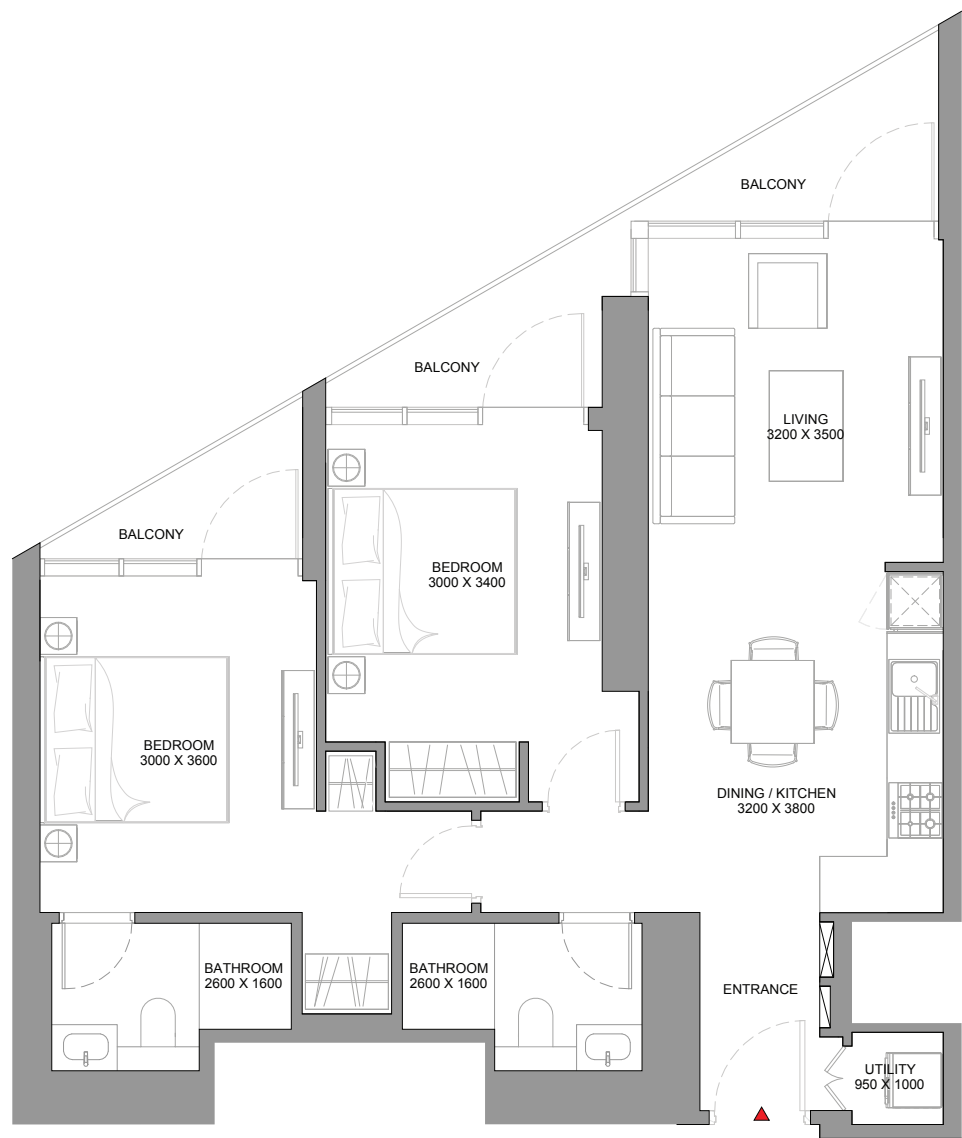 BALCONY
BALCONY
LIVING
3200 X 3500
BALCONY
BEDROOM
3000 X 3400
BEDROOM
3000 X 3600
DINING / KITCHEN
3200 X 3800
BATHROOM
2600 X 1600
BATHROOM
2600 X 1600
ENTRANCE
UTILITY
950 X 1000